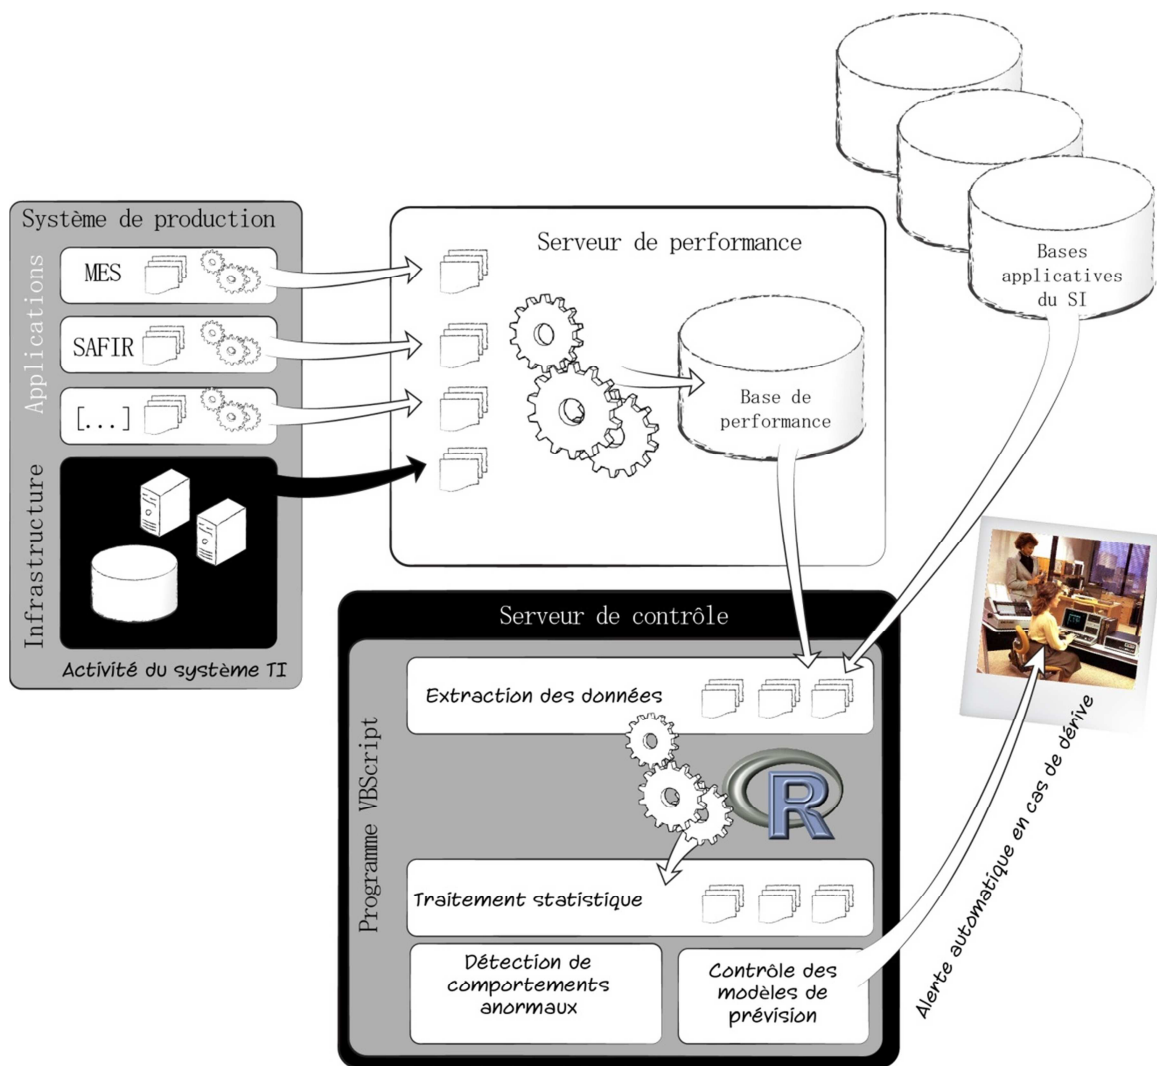 Système de production
Applications
MES
SAFIR
[...]
Infrastructure
Activité du système TI
Serveur de performance
Base de
performance
Bases
applicatives
du SI
Serveur de contrôle
Programme VBScript
Extraction des données
R
Traitement statistique
Détection de
comportements
anormaux
Contrôle des
modèles de
prévision
Alerte automatique en cas de dérive